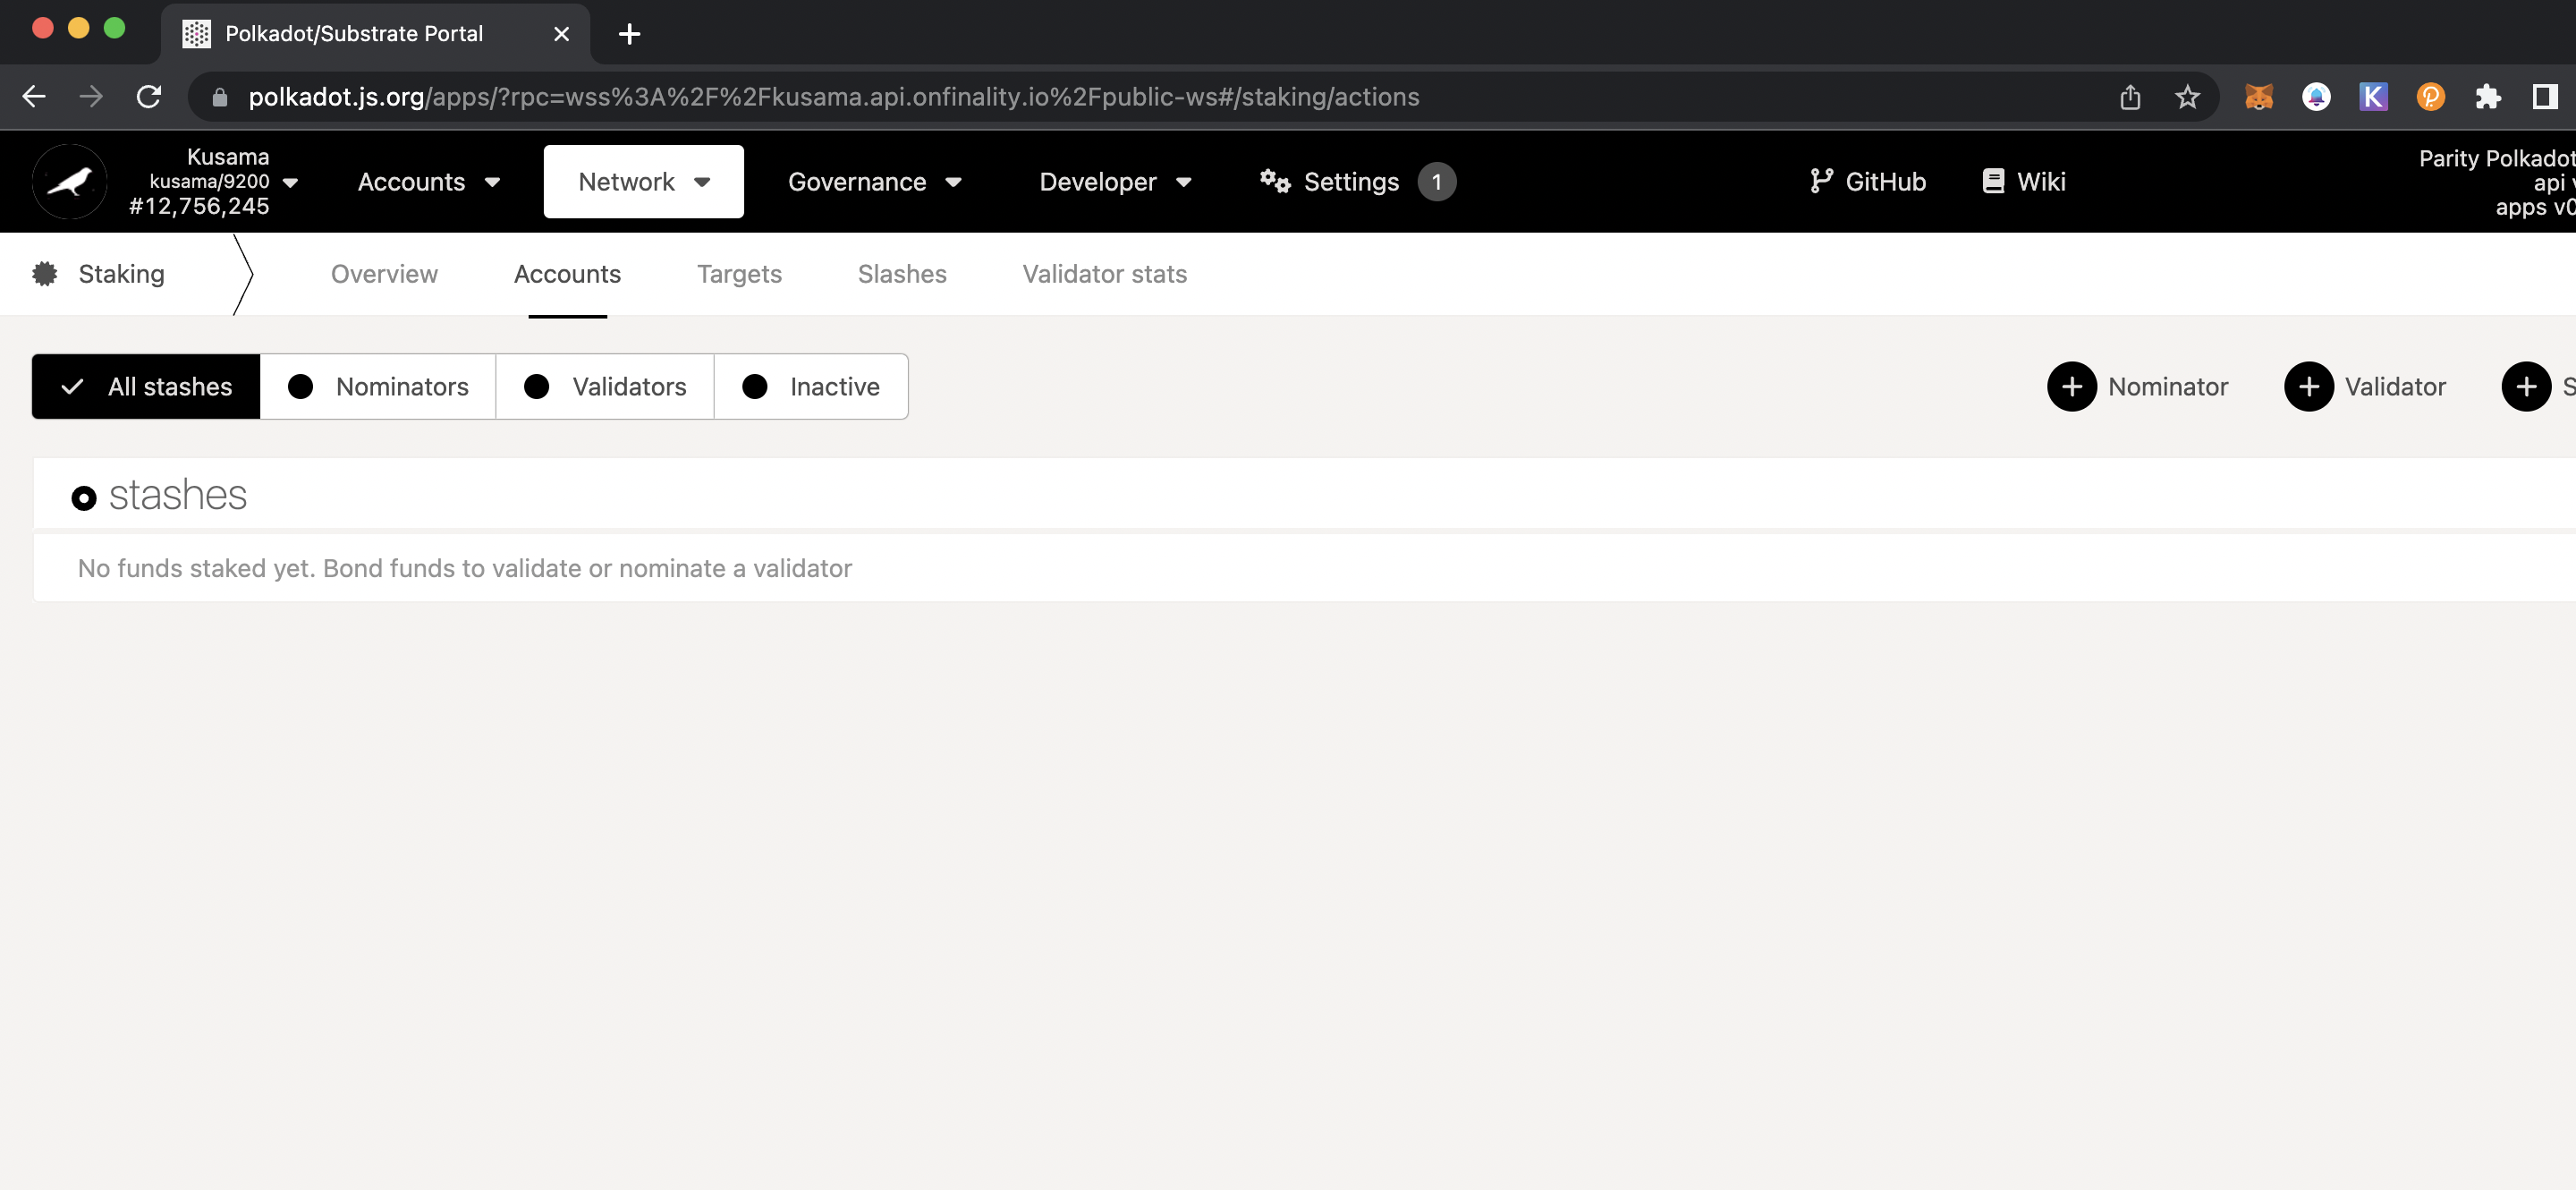 Polkadot/Substrate Portal
polkadot.js.org/apps/?rpc=wss%3A%2F%2Fkusama.api.onfinality.io%2Fpublic-ws#/staking/actions
Kusama
kusama/9200
#12,756,245
Accounts
Network
Governance
Developer
Settings 1
GitHub
Wiki
Parity Polkadot
api v
apps v0
Staking
Overview
Accounts
Targets
Slashes
Validator stats
All stashes
Nominators
Validators
Inactive
Nominator
Validator
S
stashes
No funds staked yet. Bond funds to validate or nominate a validator